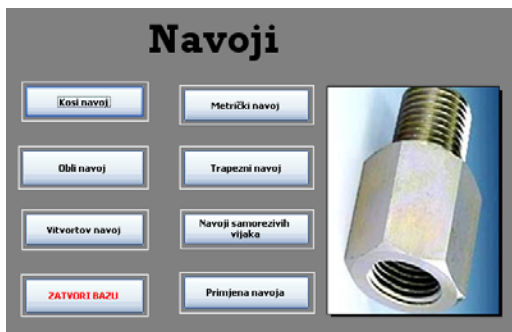 Navoji
Kosi navoj
Metrički navoj
Obli navoj
Trapezni navoj
Vitvortov navoj
Navoji samorezivih
vijaka
ZATVORI BAZU
Primjena navoja